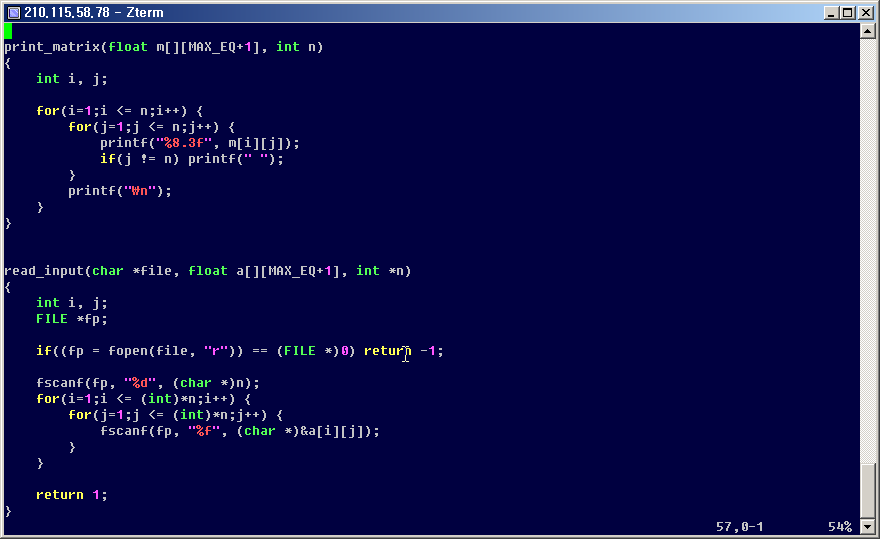 210.115.58.78 - Zterm
print_matrix(float m[][MAX_EQ+1], int n)
{
    int i, j;
    for(i=1;i <= n;i++) {
        for(j=1;j <= n;j++) {
            printf("%8.3f", m[i][j]);
            if(j != n) printf(" ");
        }
        printf("₩n");
    }
}
read_input(char *file, float a[][MAX_EQ+1], int *n)
{
    int i, j;
    FILE *fp;
    if((fp = fopen(file, "r")) == (FILE *)0) return -1;
    fscanf(fp, "%d", (char *)n);
    for(i=1;i <= (int)*n;i++) {
        for(j=1;j <= (int)*n;j++) {
            fscanf(fp, "%f", (char *)&a[i][j]);
        }
    }
    return 1;
}
57,0-1 54%